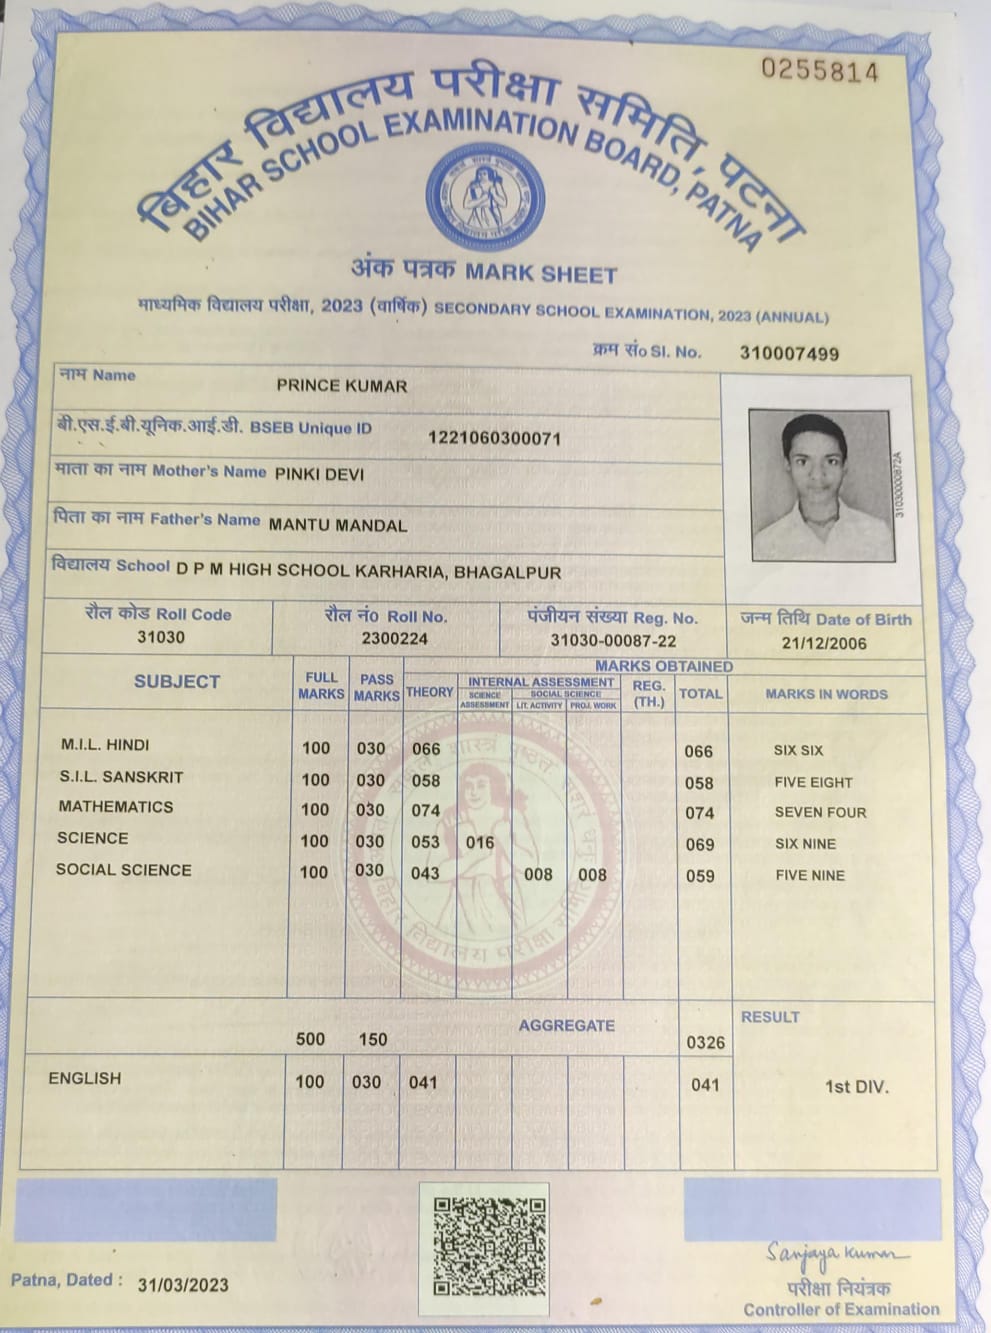 0255814
बिहार विद्यालय परीक्षा समिति, पटना
BIHAR SCHOOL EXAMINATION BOARD, PATNA
अंक पत्रक MARK SHEET
माध्यमिक विद्यालय परीक्षा, 2023 (वार्षिक) SECONDARY SCHOOL EXAMINATION, 2023 (ANNUAL)
क्रम सं० Sl. No. 310007499
नाम Name PRINCE KUMAR
बी.एस.ई.बी.यूनिक.आई.डी. BSEB Unique ID 1221060300071
माता का नाम Mother's Name PINKI DEVI
पिता का नाम Father's Name MANTU MANDAL
विद्यालय School D P M HIGH SCHOOL KARHARIA, BHAGALPUR
31030000872A
रौल कोड Roll Code रौल नं० Roll No. पंजीयन संख्या Reg. No. जन्म तिथि Date of Birth
31030 2300224 31030-00087-22 21/12/2006
MARKS OBTAINED
SUBJECT FULL MARKS PASS MARKS THEORY INTERNAL ASSESSMENT REG. (TH.) TOTAL MARKS IN WORDS
SCIENCE ASSESSMENT SOCIAL SCIENCE LIT. ACTIVITY PROJ. WORK
M.I.L. HINDI 100 030 066 066 SIX SIX
S.I.L. SANSKRIT 100 030 058 058 FIVE EIGHT
MATHEMATICS 100 030 074 074 SEVEN FOUR
SCIENCE 100 030 053 016 069 SIX NINE
SOCIAL SCIENCE 100 030 043 008 008 059 FIVE NINE
बिहार विद्यालय परीक्षा समिति
AGGREGATE RESULT
500 150 0326
ENGLISH 100 030 041 041 1st DIV.
Sanjaya Kumar
Patna, Dated : 31/03/2023
परीक्षा नियंत्रक
Controller of Examination